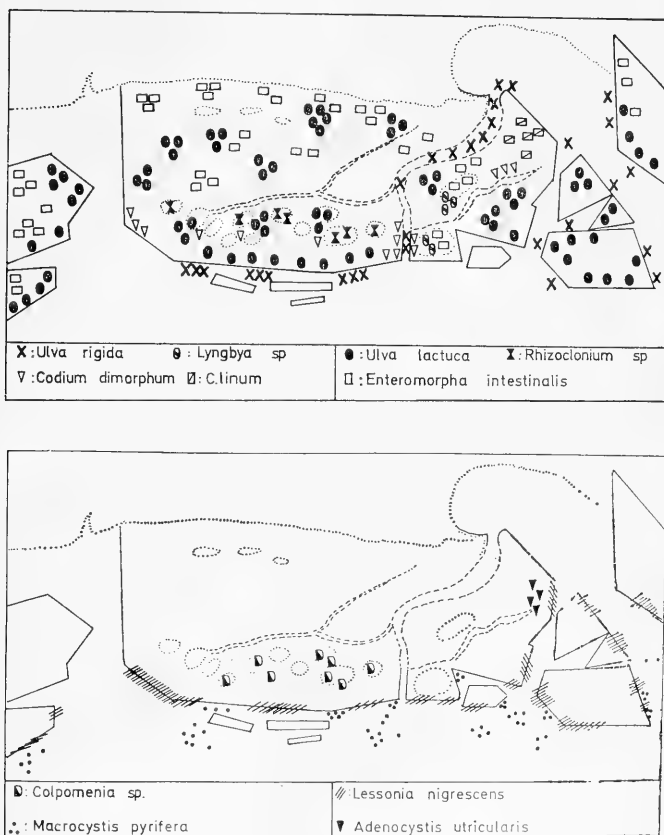 X : Ulva rigida
Lyngbya sp
: Ulva lactuca
: Rhizoclonium sp
▽ : Codium dimorphum
: C.linum
□ : Enteromorpha intestinalis
: Colpomenia sp.
: Lessonia nigrescens
: Macrocystis pyrifera
▼ Adenocystis utricularis